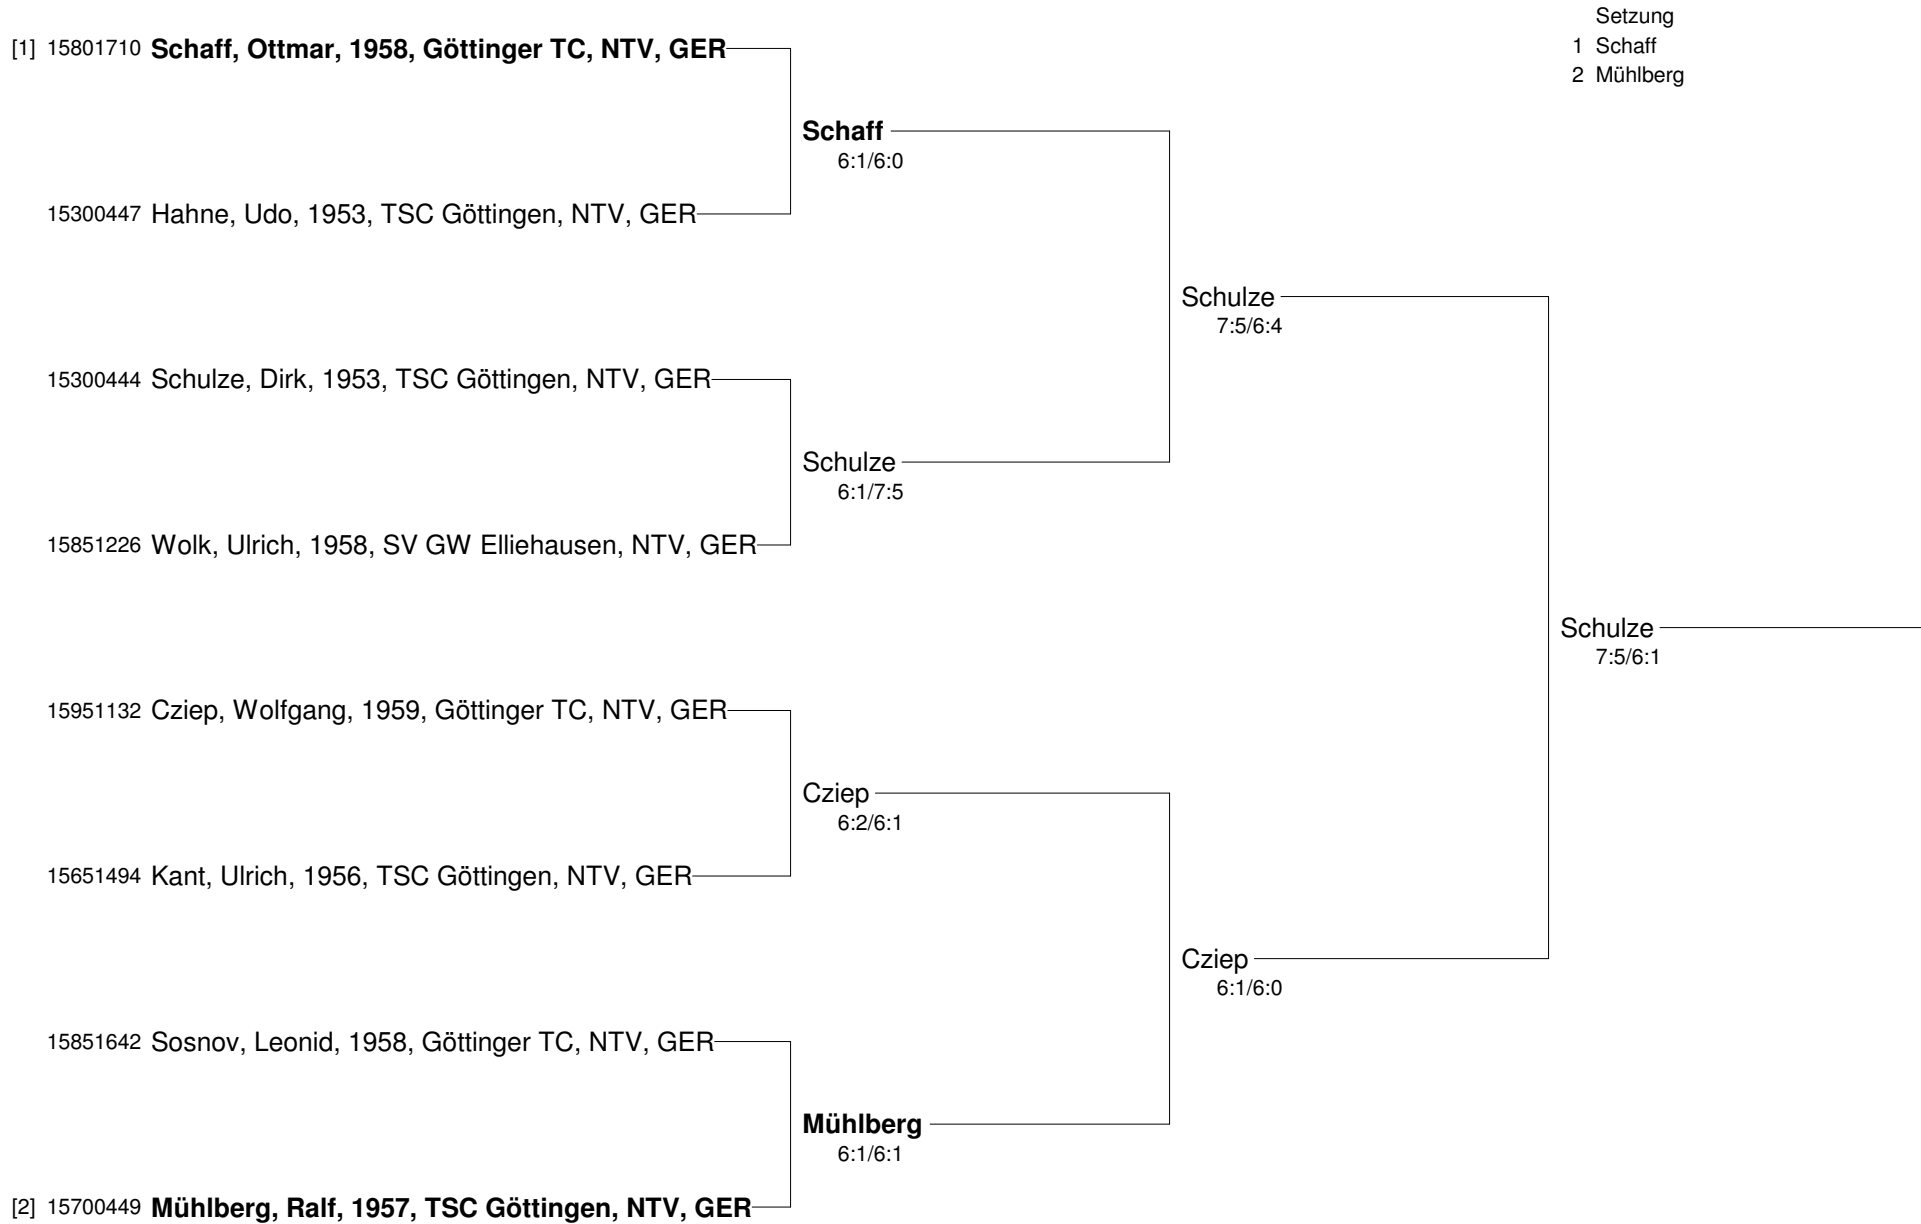 Setzung
1 Schaff
2 Mühlberg
[1] 15801710 Schaff, Ottmar, 1958, Göttinger TC, NTV, GER
Schaff
6:1/6:0
15300447 Hahne, Udo, 1953, TSC Göttingen, NTV, GER
Schulze
7:5/6:4
15300444 Schulze, Dirk, 1953, TSC Göttingen, NTV, GER
Schulze
6:1/7:5
15851226 Wolk, Ulrich, 1958, SV GW Elliehausen, NTV, GER
Schulze
7:5/6:1
15951132 Cziep, Wolfgang, 1959, Göttinger TC, NTV, GER
Cziep
6:2/6:1
15651494 Kant, Ulrich, 1956, TSC Göttingen, NTV, GER
Cziep
6:1/6:0
15851642 Sosnov, Leonid, 1958, Göttinger TC, NTV, GER
Mühlberg
6:1/6:1
[2] 15700449 Mühlberg, Ralf, 1957, TSC Göttingen, NTV, GER